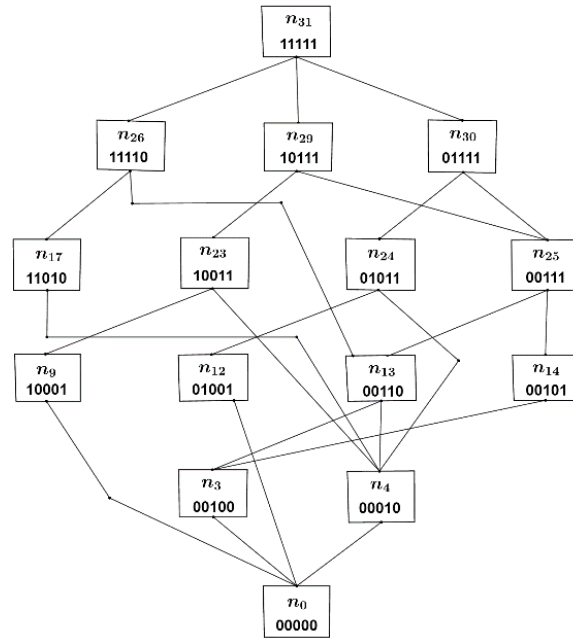 n₃₁
11111
n₂₆
11110
n₂₉
10111
n₃₀
01111
n₁₇
11010
n₂₃
10011
n₂₄
01011
n₂₅
00111
n₉
10001
n₁₂
01001
n₁₃
00110
n₁₄
00101
n₃
00100
n₄
00010
n₀
00000